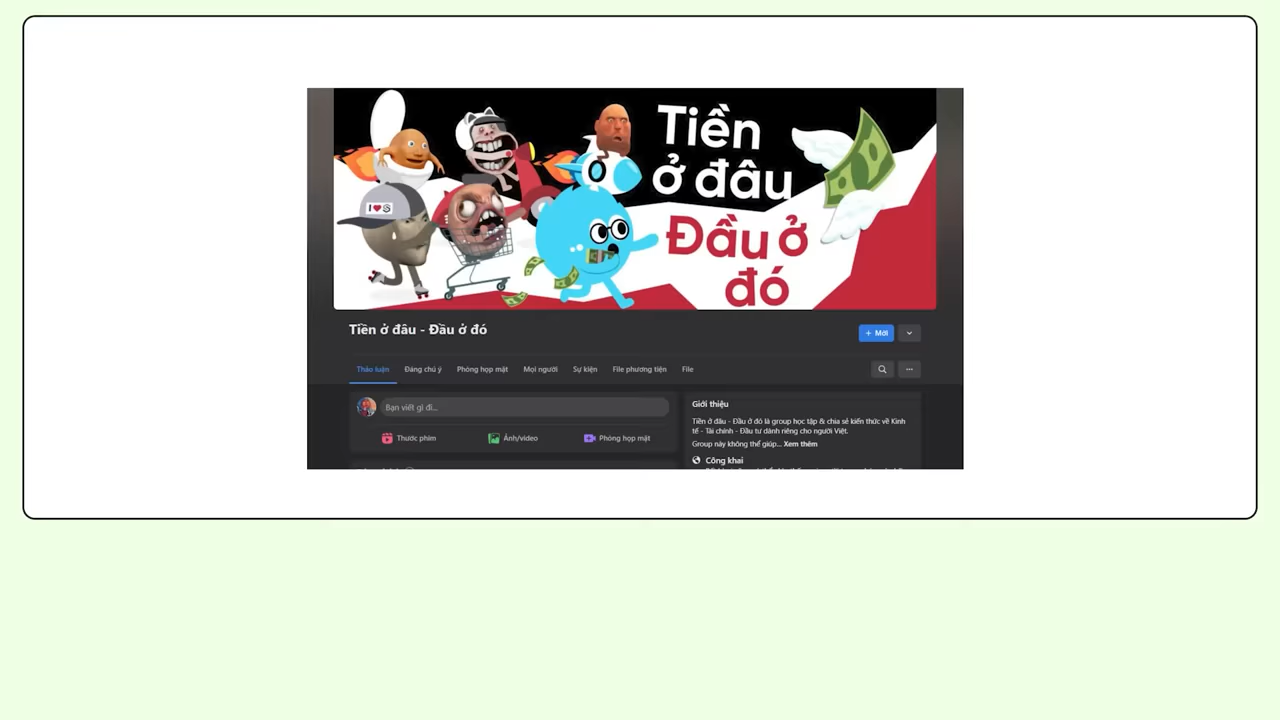 Tiền
ở đâu
Đầu ở
đó
I ❤ S
Tiền ở đâu - Đầu ở đó
+ Mời
Thảo luận Đáng chú ý Phòng họp mặt Mọi người Sự kiện File phương tiện File
Bạn viết gì đi...
Thước phim Ảnh/video Phòng họp mặt
Giới thiệu
Tiền ở đâu - Đầu ở đó là group học tập & chia sẻ kiến thức về Kinh
tế - Tài chính - Đầu tư dành riêng cho người Việt.
Group này không thể giúp... Xem thêm
Công khai